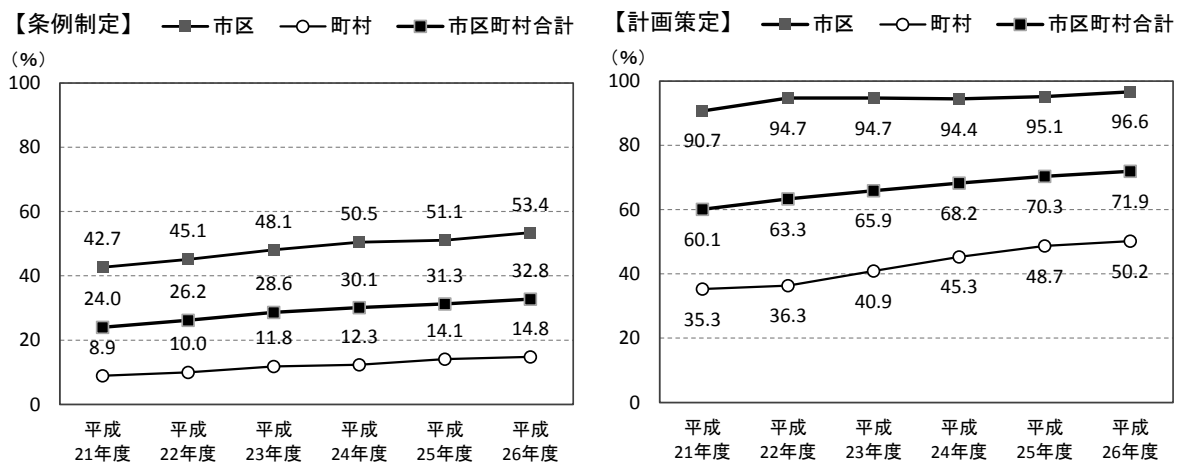 【条例制定】 市区 町村 市区町村合計
（%）
100
80
60
40
20
0
42.7 45.1 48.1 50.5 51.1 53.4
24.0 26.2 28.6 30.1 31.3 32.8
8.9 10.0 11.8 12.3 14.1 14.8
平成 平成 平成 平成 平成 平成
21年度 22年度 23年度 24年度 25年度 26年度
【計画策定】 市区 町村 市区町村合計
（%）
100
80
60
40
20
0
90.7 94.7 94.7 94.4 95.1 96.6
60.1 63.3 65.9 68.2 70.3 71.9
35.3 36.3 40.9 45.3 48.7 50.2
平成 平成 平成 平成 平成 平成
21年度 22年度 23年度 24年度 25年度 26年度